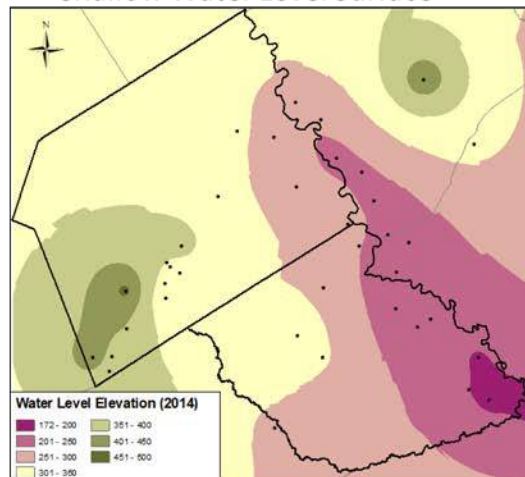 Shallow Water Level Surface
N
Water Level Elevation (2014)
172 - 200
201 - 250
251 - 300
301 - 350
351 - 400
401 - 450
451 - 500